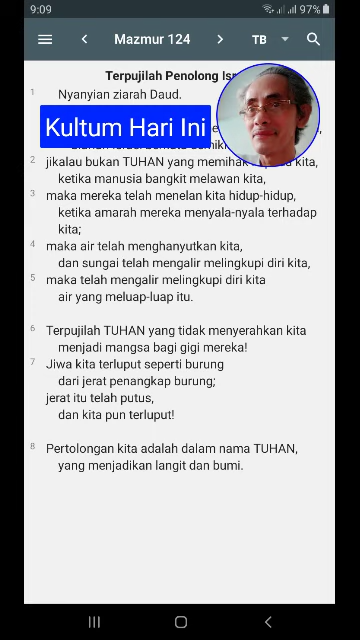 9:09
97%
Mazmur 124
TB
Terpujilah Penolong
1 Nyanyian ziarah Daud.
Kultum Hari Ini
2 jikalau bukan TUHAN yang memihak kita,
ketika manusia bangkit melawan kita,
3 maka mereka telah menelan kita hidup-hidup,
ketika amarah mereka menyala-nyala terhadap
kita;
4 maka air telah menghanyutkan kita,
dan sungai telah mengalir melingkupi diri kita,
5 maka telah mengalir melingkupi diri kita
air yang meluap-luap itu.
6 Terpujilah TUHAN yang tidak menyerahkan kita
menjadi mangsa bagi gigi mereka!
7 Jiwa kita terluput seperti burung
dari jerat penangkap burung;
jerat itu telah putus,
dan kita pun terluput!
8 Pertolongan kita adalah dalam nama TUHAN,
yang menjadikan langit dan bumi.